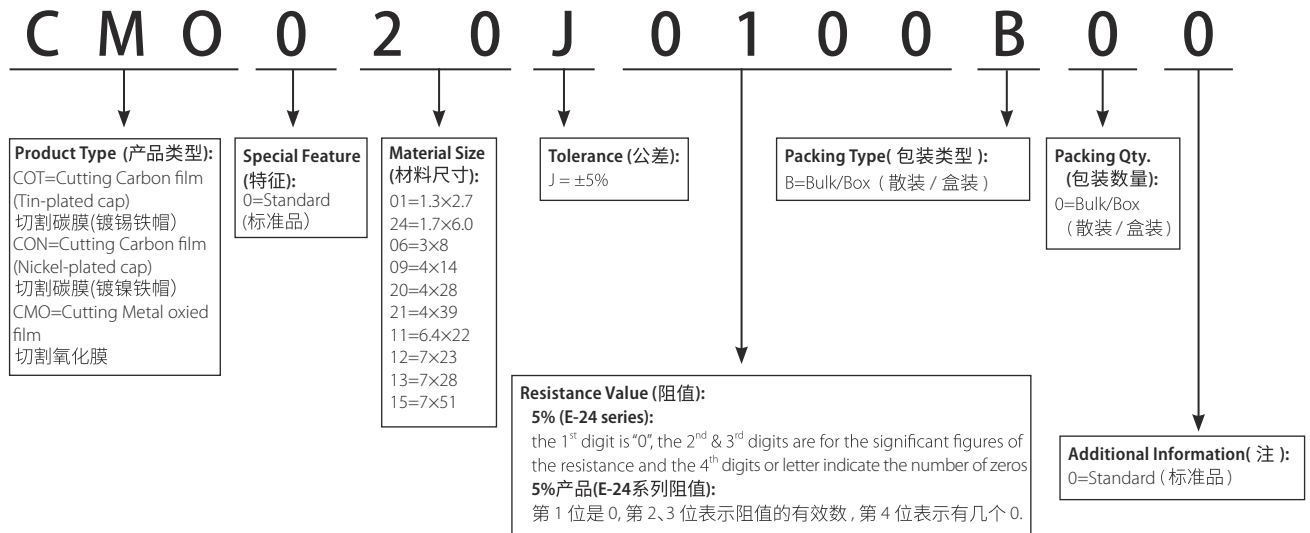 CMO 0 20 J 0100 B 0 0
Product Type (产品类型):
COT=Cutting Carbon film
(Tin-plated cap)
切割碳膜(镀锡铁帽)
CON=Cutting Carbon film
(Nickel-plated cap)
切割碳膜(镀镍铁帽)
CMO=Cutting Metal oxied
film
切割氧化膜
Special Feature
(特征):
0=Standard
(标准品)
Material Size
(材料尺寸):
01=1.3×2.7
24=1.7×6.0
06=3×8
09=4×14
20=4×28
21=4×39
11=6.4×22
12=7×23
13=7×28
15=7×51
Tolerance (公差):
J = ±5%
Resistance Value (阻值):
5% (E-24 series):
the 1st digit is "0", the 2nd & 3rd digits are for the significant figures of
the resistance and the 4th digits or letter indicate the number of zeros
5%产品(E-24系列阻值):
第 1 位是 0, 第 2、3 位表示阻值的有效数 , 第 4 位表示有几个 0.
Packing Type( 包装类型 ):
B=Bulk/Box ( 散装 / 盒装 )
Packing Qty.
(包装数量):
0=Bulk/Box
( 散装 / 盒装 )
Additional Information( 注 ):
0=Standard ( 标准品 )